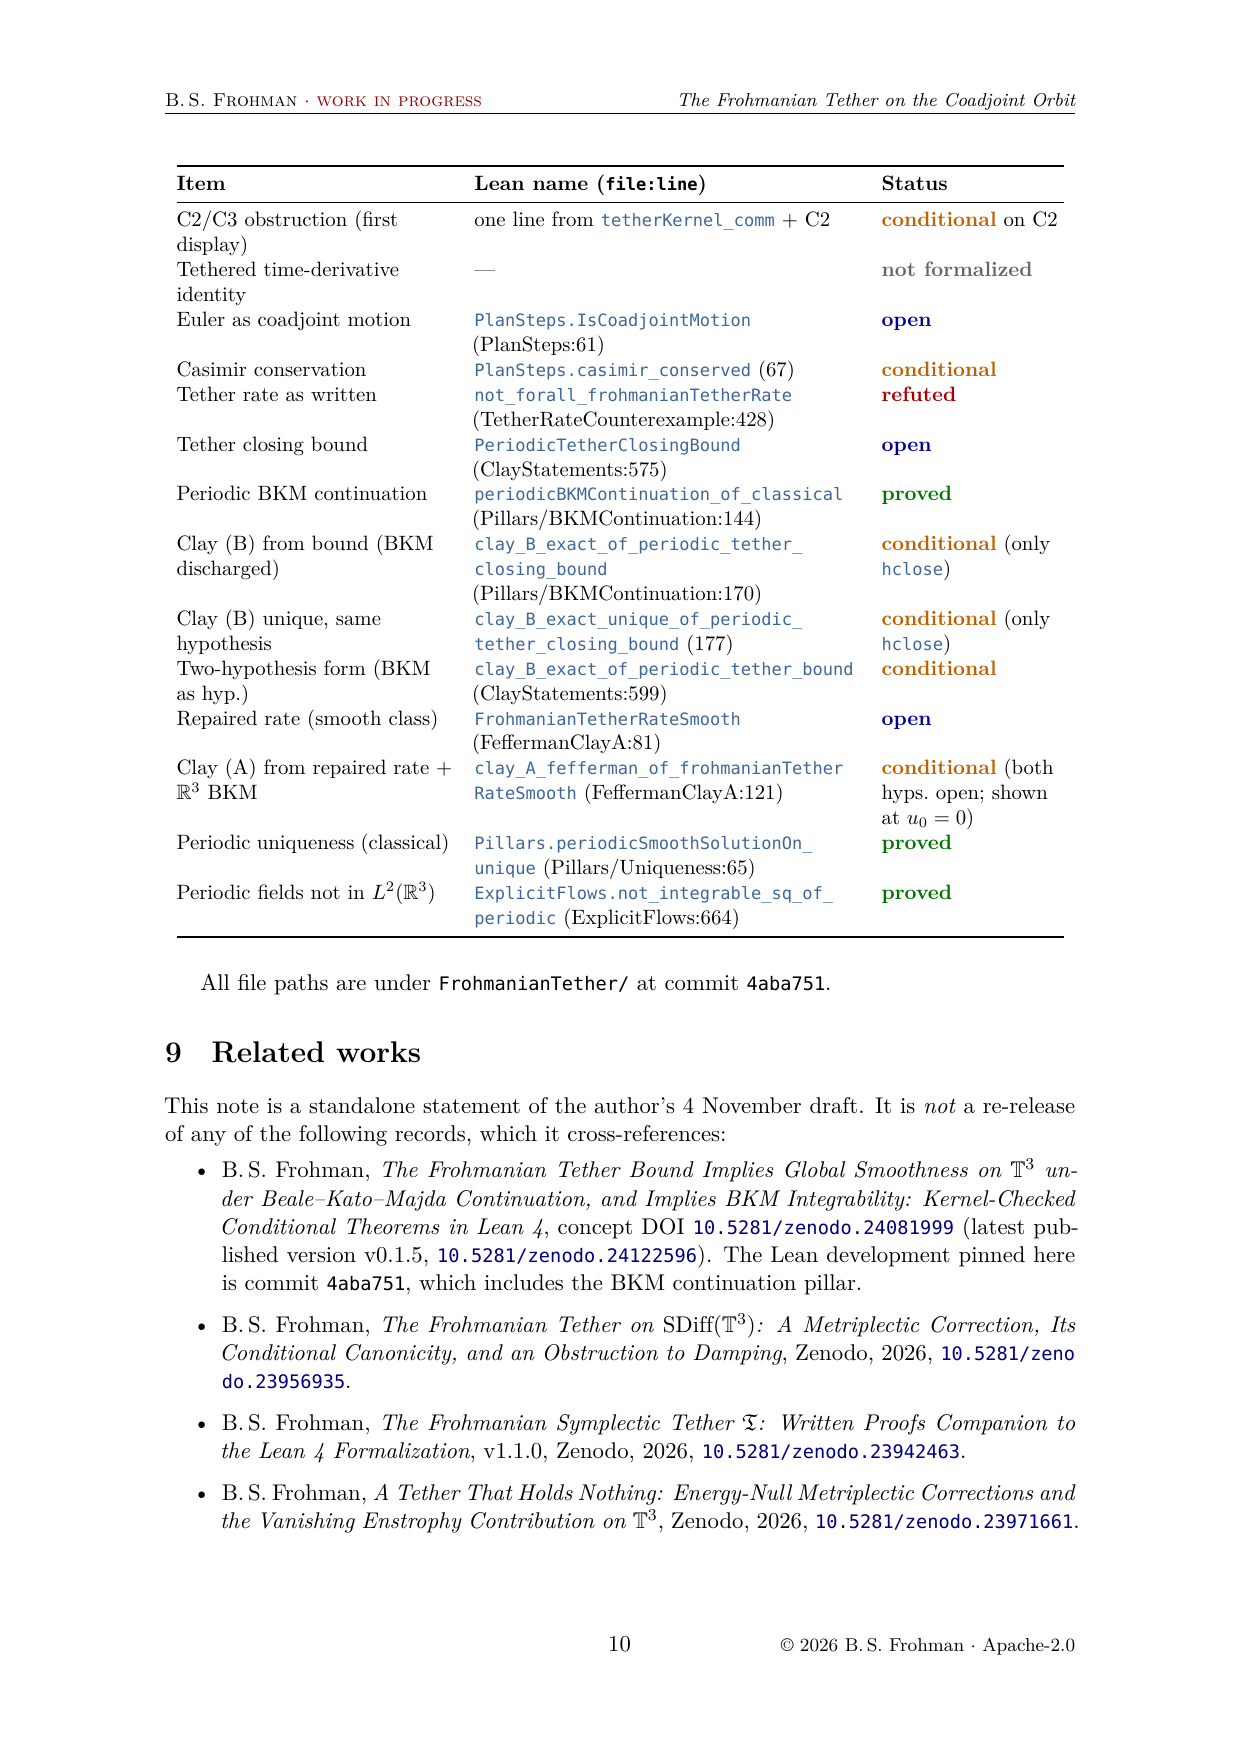 B. S. Frohman · work in progress The Frohmanian Tether on the Coadjoint Orbit
Item Lean name (file:line) Status
C2/C3 obstruction (first one line from tetherKernel_comm + C2 conditional on C2
display)
Tethered time-derivative — not formalized
identity
Euler as coadjoint motion PlanSteps.IsCoadjointMotion open
(PlanSteps:61)
Casimir conservation PlanSteps.casimir_conserved (67) conditional
Tether rate as written not_forall_frohmanianTetherRate refuted
(TetherRateCounterexample:428)
Tether closing bound PeriodicTetherClosingBound open
(ClayStatements:575)
Periodic BKM continuation periodicBKMContinuation_of_classical proved
(Pillars/BKMContinuation:144)
Clay (B) from bound (BKM clay_B_exact_of_periodic_tether_ conditional (only
discharged) closing_bound hclose)
(Pillars/BKMContinuation:170)
Clay (B) unique, same clay_B_exact_unique_of_periodic_ conditional (only
hypothesis tether_closing_bound (177) hclose)
Two-hypothesis form (BKM clay_B_exact_of_periodic_tether_bound conditional
as hyp.) (ClayStatements:599)
Repaired rate (smooth class) FrohmanianTetherRateSmooth open
(FeffermanClayA:81)
Clay (A) from repaired rate + clay_A_fefferman_of_frohmanianTether conditional (both
ℝ³ BKM RateSmooth (FeffermanClayA:121) hyps. open; shown
at u₀ = 0)
Periodic uniqueness (classical) Pillars.periodicSmoothSolutionOn_ proved
unique (Pillars/Uniqueness:65)
Periodic fields not in L²(ℝ³) ExplicitFlows.not_integrable_sq_of_ proved
periodic (ExplicitFlows:664)
All file paths are under FrohmanianTether/ at commit 4aba751.
9 Related works
This note is a standalone statement of the author's 4 November draft. It is not a re-release
of any of the following records, which it cross-references:
• B. S. Frohman, The Frohmanian Tether Bound Implies Global Smoothness on 𝕋³ un-
der Beale–Kato–Majda Continuation, and Implies BKM Integrability: Kernel-Checked
Conditional Theorems in Lean 4, concept DOI 10.5281/zenodo.24081999 (latest pub-
lished version v0.1.5, 10.5281/zenodo.24122596). The Lean development pinned here
is commit 4aba751, which includes the BKM continuation pillar.
• B. S. Frohman, The Frohmanian Tether on SDiff(𝕋³): A Metriplectic Correction, Its
Conditional Canonicity, and an Obstruction to Damping, Zenodo, 2026, 10.5281/zeno
do.23956935.
• B. S. Frohman, The Frohmanian Symplectic Tether 𝔗: Written Proofs Companion to
the Lean 4 Formalization, v1.1.0, Zenodo, 2026, 10.5281/zenodo.23942463.
• B. S. Frohman, A Tether That Holds Nothing: Energy-Null Metriplectic Corrections and
the Vanishing Enstrophy Contribution on 𝕋³, Zenodo, 2026, 10.5281/zenodo.23971661.
10 © 2026 B. S. Frohman · Apache-2.0